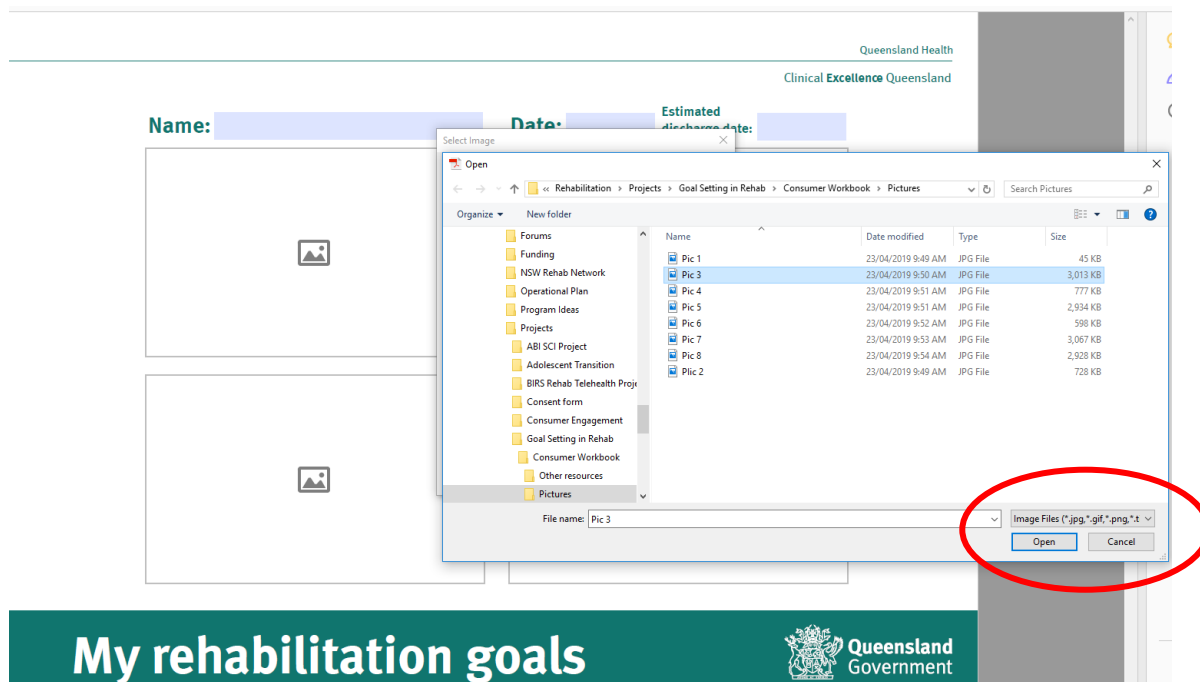 Queensland Health
Clinical Excellence Queensland
Name:
Date:
Estimated
discharge date:
Select Image
Open
« Rehabilitation › Projects › Goal Setting in Rehab › Consumer Workbook › Pictures
Search Pictures
Organize
New folder
Forums
Funding
NSW Rehab Network
Operational Plan
Program Ideas
Projects
ABI SCI Project
Adolescent Transition
BIRS Rehab Telehealth Proje
Consent form
Consumer Engagement
Goal Setting in Rehab
Consumer Workbook
Other resources
Pictures
Name Date modified Type Size
Pic 1 23/04/2019 9:49 AM JPG File 45 KB
Pic 3 23/04/2019 9:50 AM JPG File 3,013 KB
Pic 4 23/04/2019 9:51 AM JPG File 777 KB
Pic 5 23/04/2019 9:51 AM JPG File 2,934 KB
Pic 6 23/04/2019 9:52 AM JPG File 598 KB
Pic 7 23/04/2019 9:53 AM JPG File 3,067 KB
Pic 8 23/04/2019 9:54 AM JPG File 2,928 KB
Plic 2 23/04/2019 9:49 AM JPG File 728 KB
File name: Pic 3
Image Files (*.jpg,*.gif,*.png,*.t
Open Cancel
My rehabilitation goals
Queensland
Government